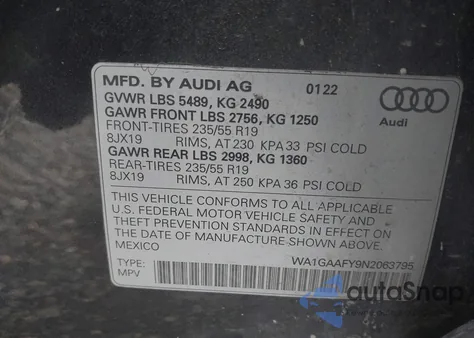 MFD. BY AUDI AG 01 22
GVWR LBS 5489, KG 2490
GAWR FRONT LBS 2756, KG 1250
FRONT-TIRES 235/55 R19
8JX19 RIMS, AT 230 KPA 33 PSI COLD
GAWR REAR LBS 2998, KG 1360
REAR-TIRES 235/55 R19
8JX19 RIMS, AT 250 KPA 36 PSI COLD
Audi
THIS VEHICLE CONFORMS TO ALL APPLICABLE
U.S. FEDERAL MOTOR VEHICLE SAFETY AND
THEFT PREVENTION STANDARDS IN EFFECT ON
THE DATE OF MANUFACTURE SHOWN ABOVE.
MEXICO
TYPE: WA1GAAFY9N2063795
MPV
autoSnap